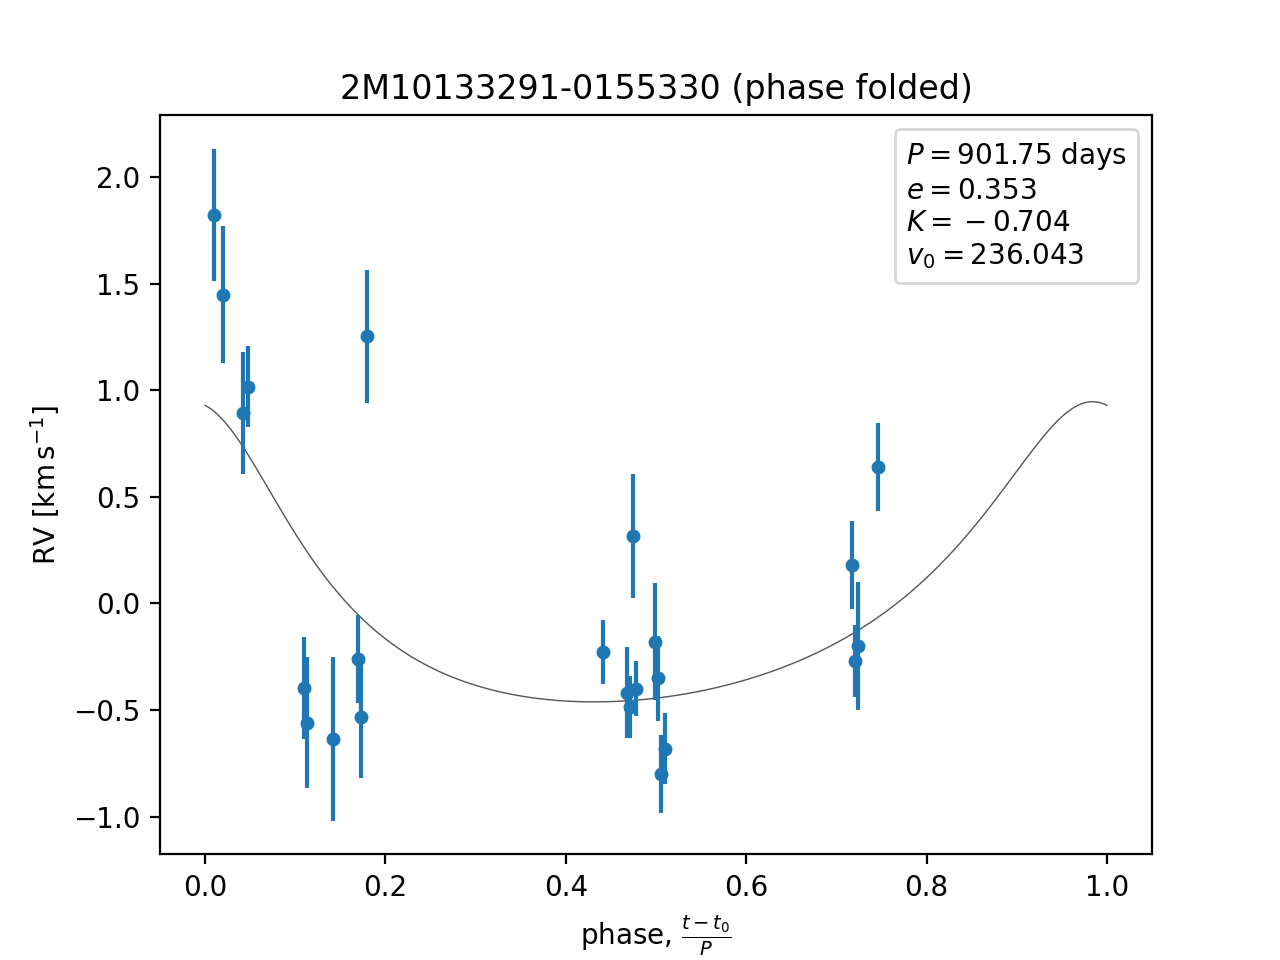 2M10133291-0155330 (phase folded)
P = 901.75 days
e = 0.353
K = −0.704
v₀ = 236.043
RV [km s⁻¹]
2.0
1.5
1.0
0.5
0.0
−0.5
−1.0
0.0 0.2 0.4 0.6 0.8 1.0
phase, (t − t₀)/P